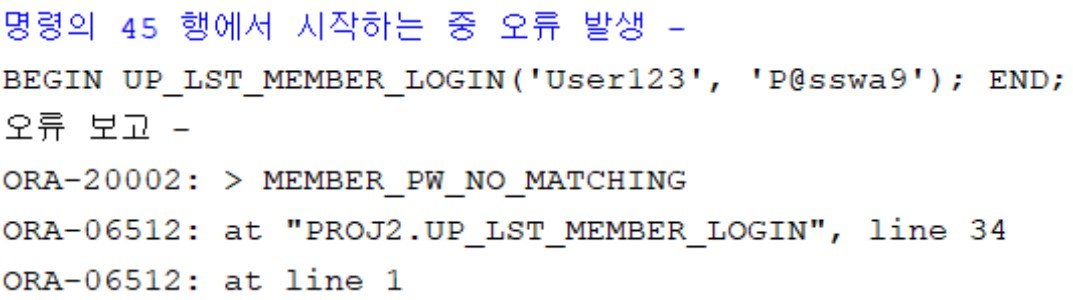 명령의 45 행에서 시작하는 중 오류 발생 -
BEGIN UP_LST_MEMBER_LOGIN('User123', 'P@sswa9'); END;
오류 보고 -
ORA-20002: > MEMBER_PW_NO_MATCHING
ORA-06512: at "PROJ2.UP_LST_MEMBER_LOGIN", line 34
ORA-06512: at line 1